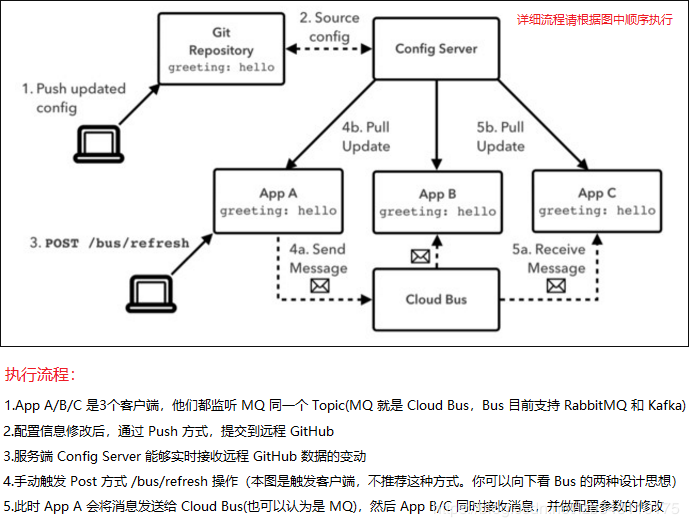 详细流程请根据图中顺序执行
Git
Repository
greeting: hello
2. Source
config
Config Server
1. Push updated
config
4b. Pull
Update
5b. Pull
Update
App A
greeting: hello
App B
greeting: hello
App C
greeting: hello
3. POST /bus/refresh
4a. Send
Message
5a. Receive
Message
Cloud Bus
执行流程：
1.App A/B/C 是3个客户端，他们都监听 MQ 同一个 Topic(MQ 就是 Cloud Bus，Bus 目前支持 RabbitMQ 和 Kafka)
2.配置信息修改后，通过 Push 方式，提交到远程 GitHub
3.服务端 Config Server 能够实时接收远程 GitHub 数据的变动
4.手动触发 Post 方式 /bus/refresh 操作（本图是触发客户端，不推荐这种方式。你可以向下看 Bus 的两种设计思想）
5.此时 App A 会将消息发送给 Cloud Bus(也可以认为是 MQ)，然后 App B/C 同时接收消息，并做配置参数的修改